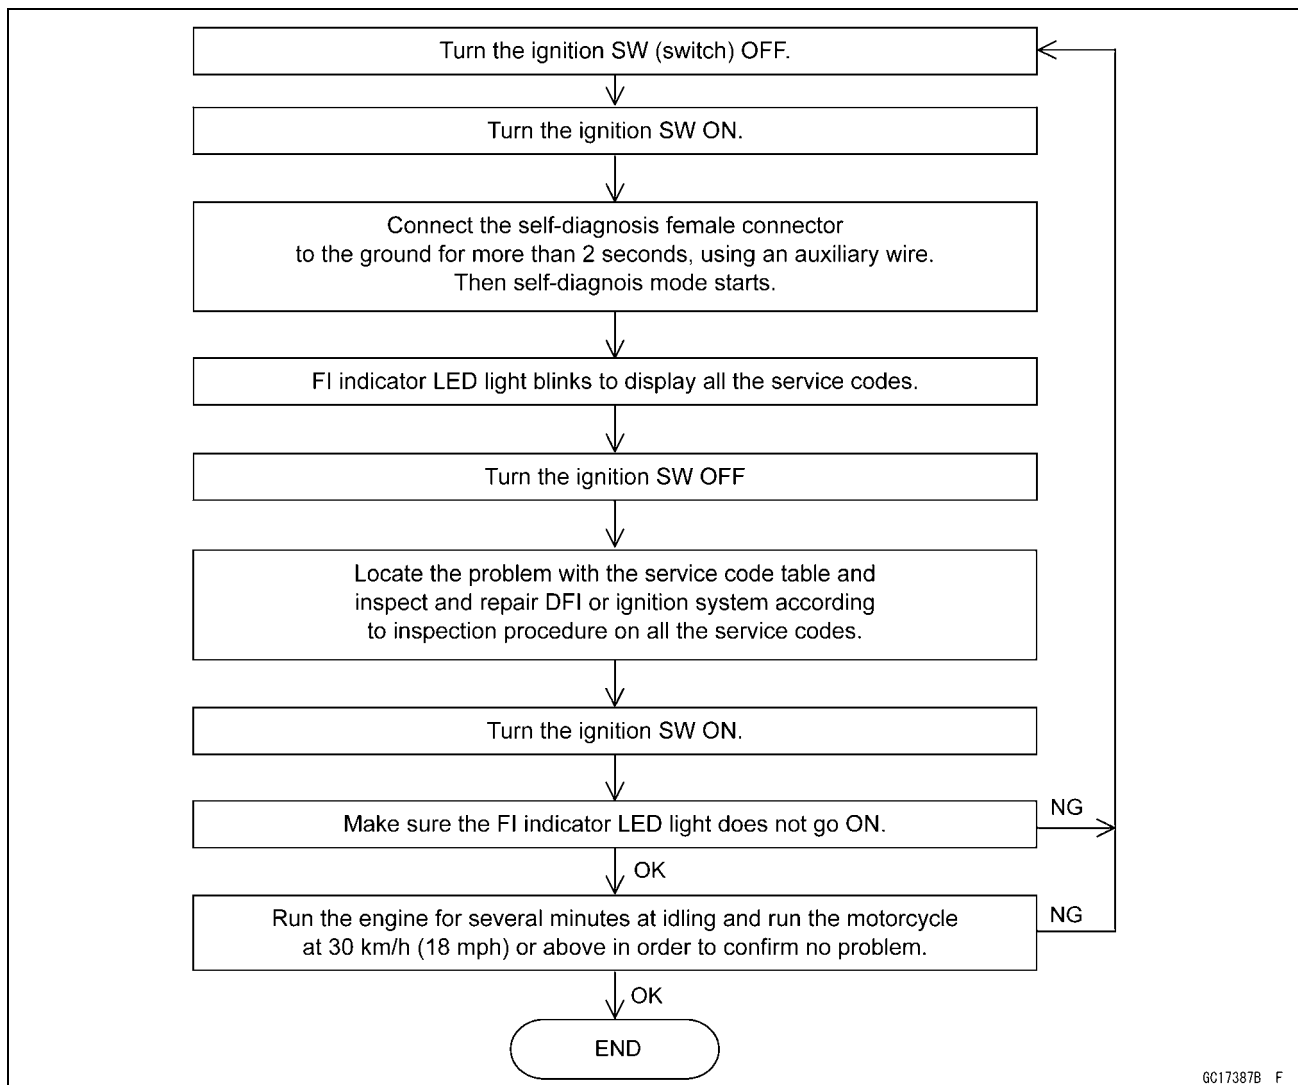 Turn the ignition SW (switch) OFF.
Turn the ignition SW ON.
Connect the self-diagnosis female connector
to the ground for more than 2 seconds, using an auxiliary wire.
Then self-diagnois mode starts.
FI indicator LED light blinks to display all the service codes.
Turn the ignition SW OFF
Locate the problem with the service code table and
inspect and repair DFI or ignition system according
to inspection procedure on all the service codes.
Turn the ignition SW ON.
Make sure the FI indicator LED light does not go ON.
NG
OK
Run the engine for several minutes at idling and run the motorcycle
at 30 km/h (18 mph) or above in order to confirm no problem.
NG
OK
END
GC17387B F